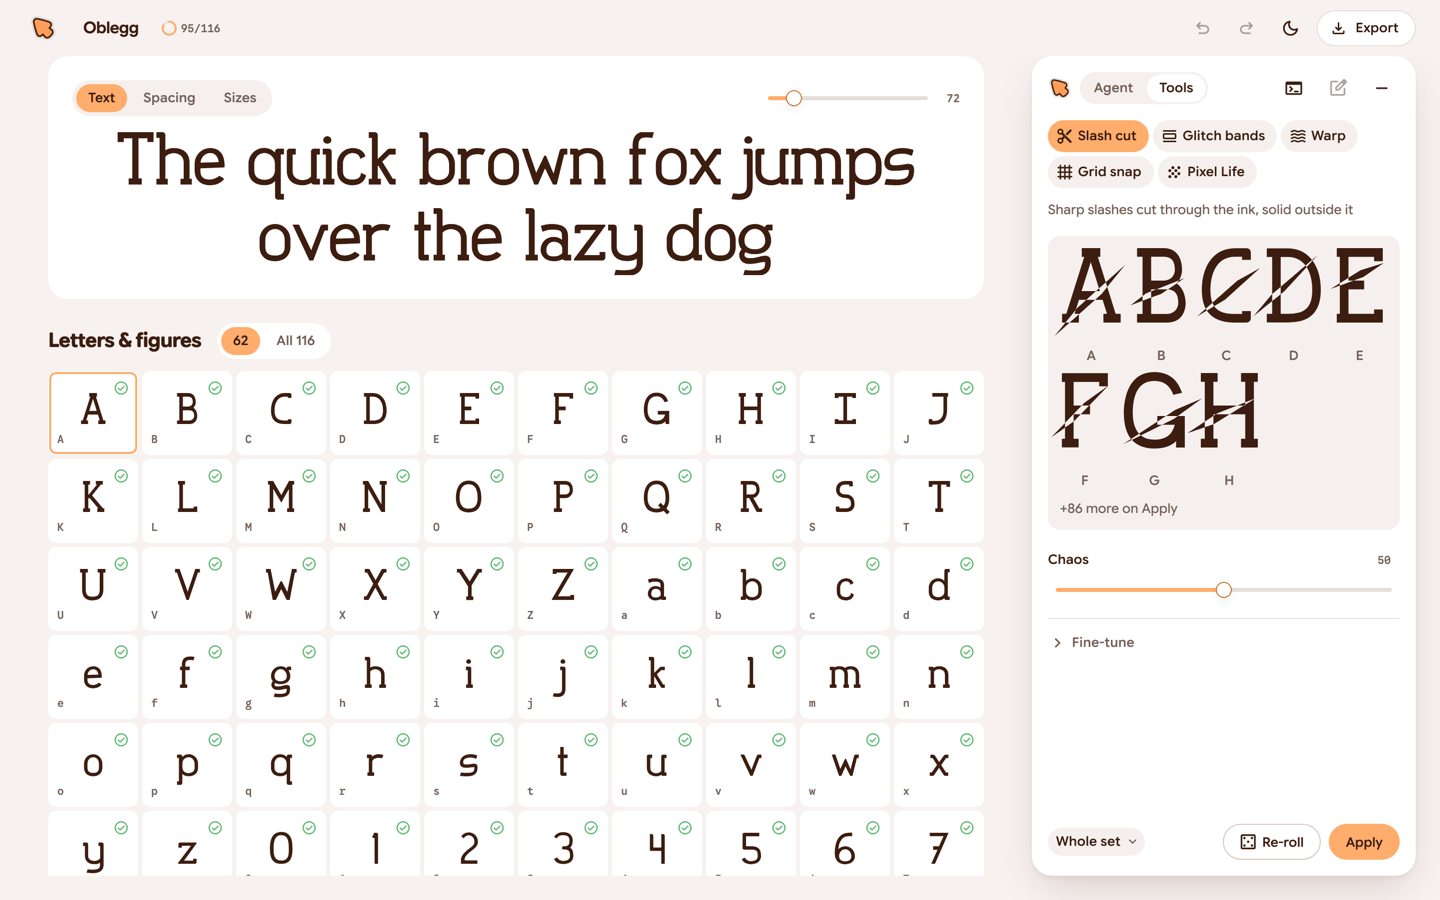 Oblegg 95/116 Export
Text Spacing Sizes 72
The quick brown fox jumps
over the lazy dog
Letters & figures 62 All 116
A B C D E F G H I J
A B C D E F G H I J
K L M N O P Q R S T
K L M N O P Q R S T
U V W X Y Z a b c d
U V W X Y Z a b c d
e f g h i j k l m n
e f g h i j k l m n
o p q r s t u v w x
o p q r s t u v w x
y z 0 1 2 3 4 5 6 7
Agent Tools
Slash cut Glitch bands Warp
Grid snap Pixel Life
Sharp slashes cut through the ink, solid outside it
A B C D E
A B C D E
F G H
F G H
+86 more on Apply
Chaos 50
Fine-tune
Whole set Re-roll Apply